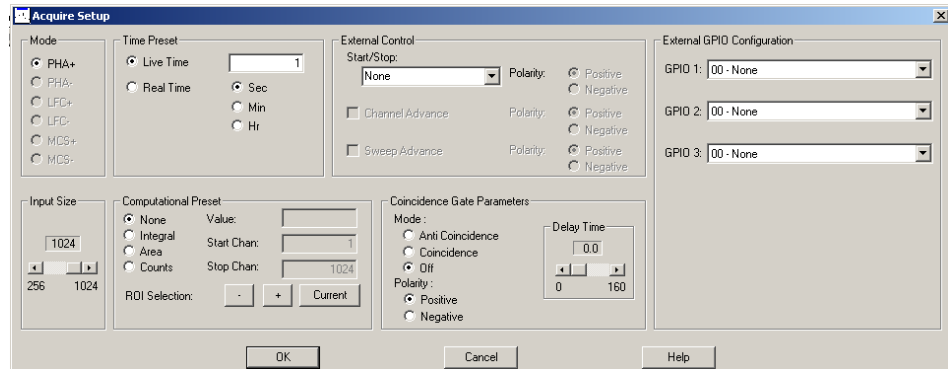 Acquire Setup
Mode
PHA+
PHA-
LFC+
LFC-
MCS+
MCS-
Time Preset
Live Time 1
Real Time
Sec
Min
Hr
External Control
Start/Stop:
None
Polarity: Positive
Negative
Channel Advance Polarity: Positive
Negative
Sweep Advance Polarity: Positive
Negative
External GPIO Configuration
GPIO 1: 00 - None
GPIO 2: 00 - None
GPIO 3: 00 - None
Input Size
1024
256 1024
Computational Preset
None
Integral
Area
Counts
Value:
Start Chan: 1
Stop Chan: 1024
ROI Selection: - + Current
Coincidence Gate Parameters
Mode :
Anti Coincidence
Coincidence
Off
Polarity :
Positive
Negative
Delay Time
0.0
0 160
OK Cancel Help